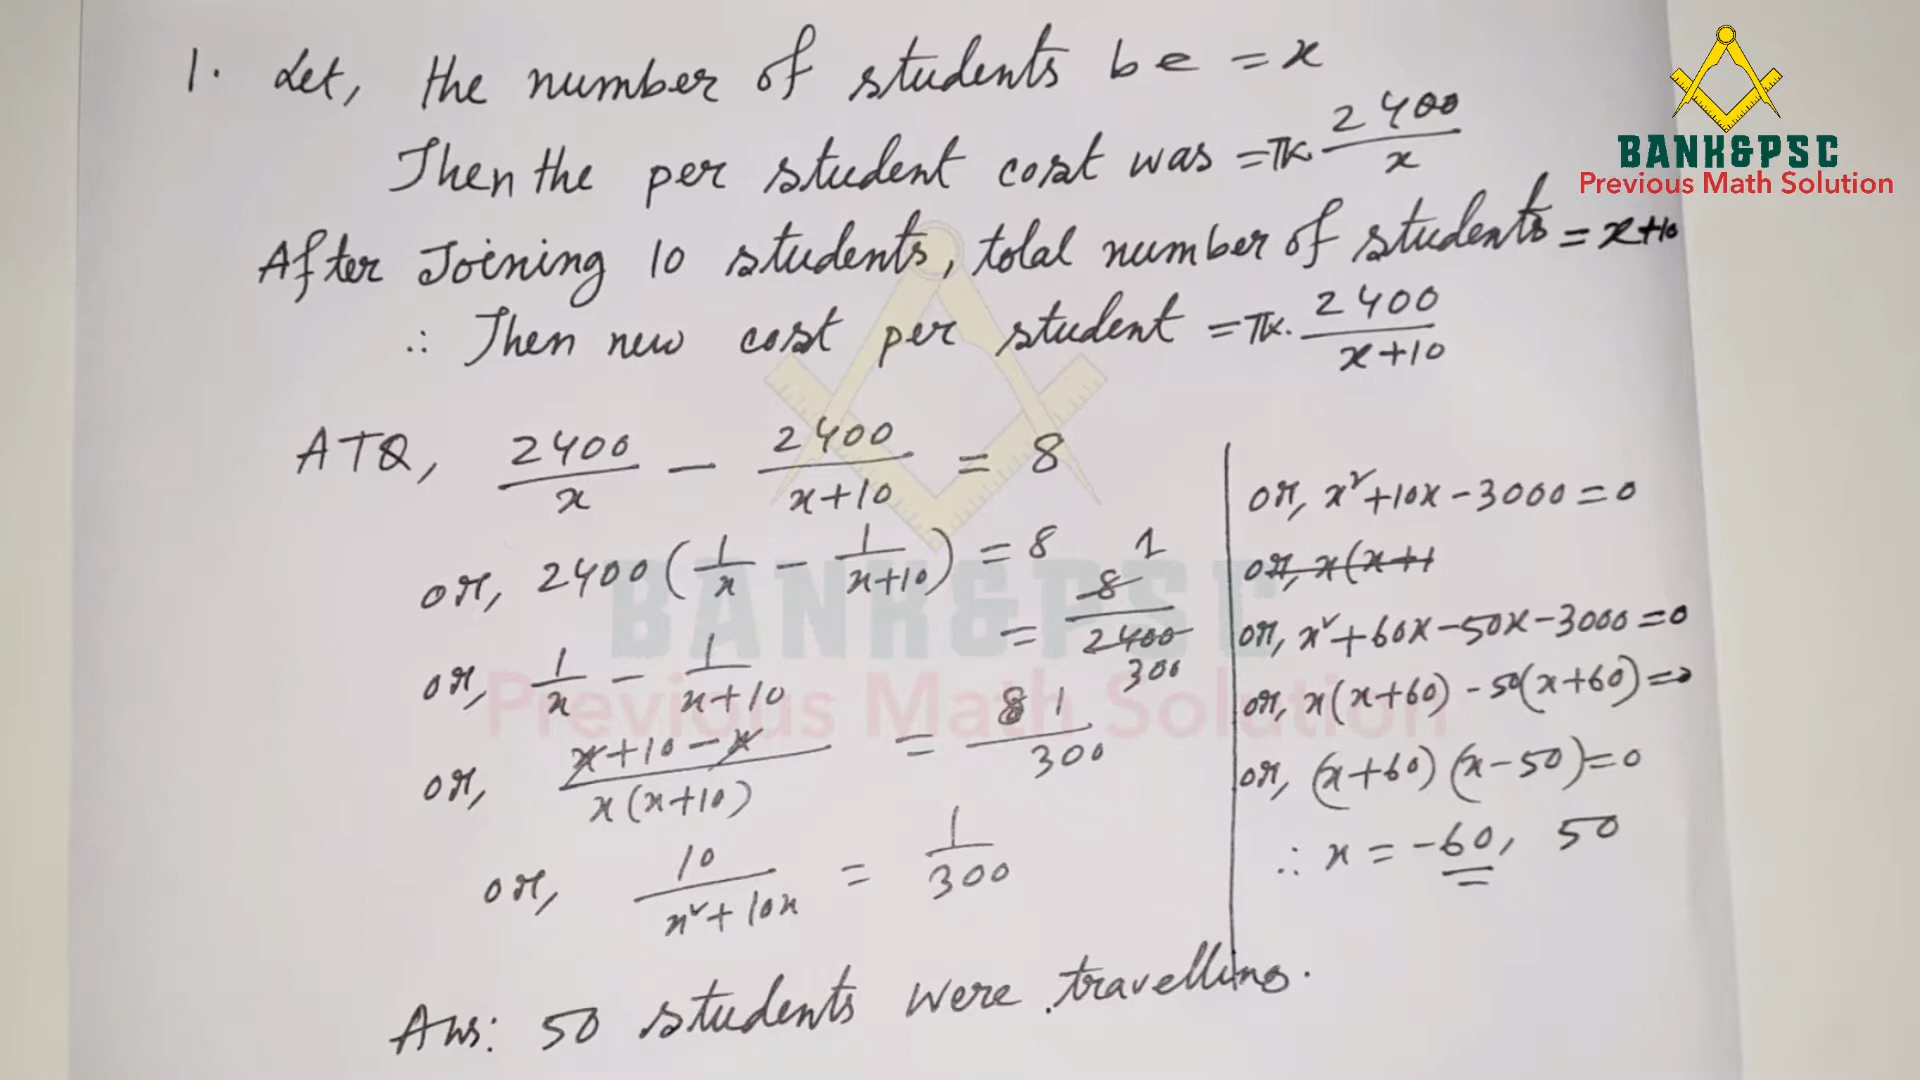 1. Let, the number of students be = x
Then the per student cost was = Tk. 2400/x
After Joining 10 students, total number of students = x+10
∴ Then new cost per student = Tk. 2400/(x+10)
ATQ, 2400/x - 2400/(x+10) = 8
or, 2400 (1/x - 1/(x+10)) = 8
or, 1/x - 1/(x+10) = 8/2400 1 300
or, (x+10-x)/(x(x+10)) = 1/300
or, 10/(x²+10x) = 1/300
or, x²+10x-3000=0
or, x(x+1
or, x²+60x-50x-3000=0
or, x(x+60)-50(x+60)=0
or, (x+60)(x-50)=0
∴ x = -60, 50
Ans: 50 students were travelling.
BANK&PSC
Previous Math Solution
BANK&PSC
Previous Math Solution